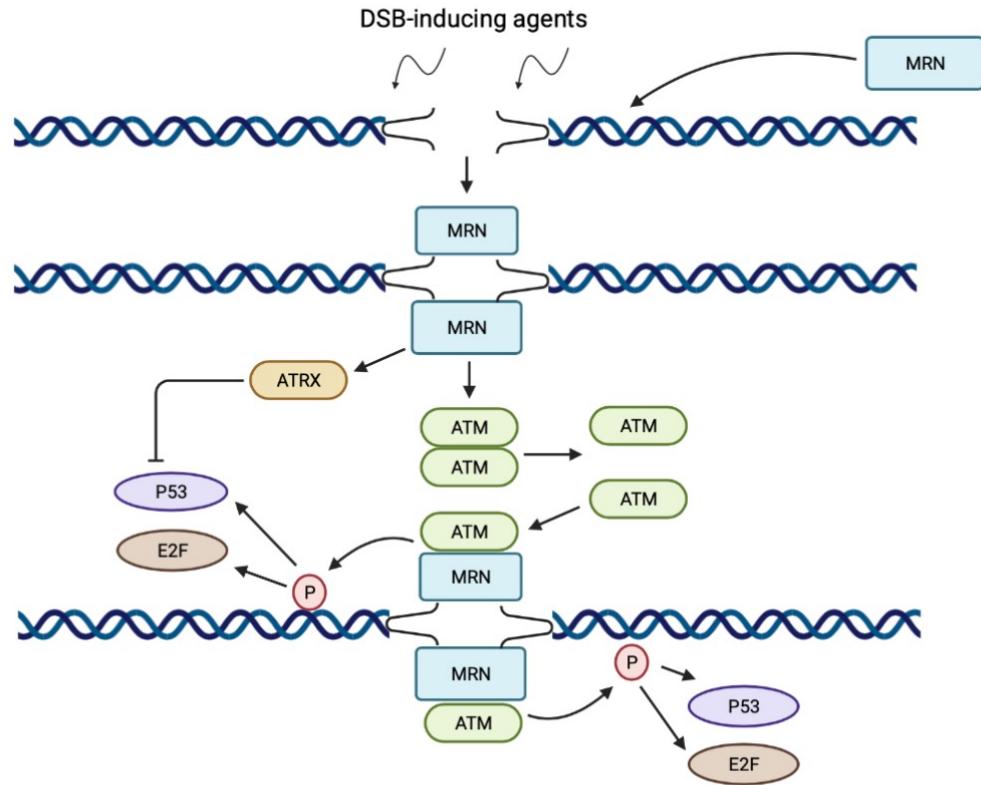 DSB-inducing agents
MRN
MRN
MRN
ATRX
ATM
ATM
ATM
ATM
P53
ATM
E2F
MRN
P
MRN
P
ATM
P53
E2F